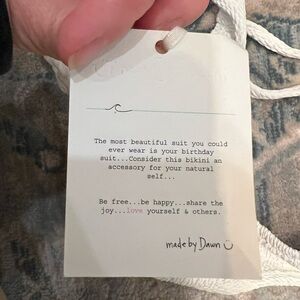 The most beautiful suit you could
ever wear is your birthday
suit...Consider this bikini an
accessory for your natural
self...
Be free...be happy...share the
joy...love yourself & others.
made by Dawn